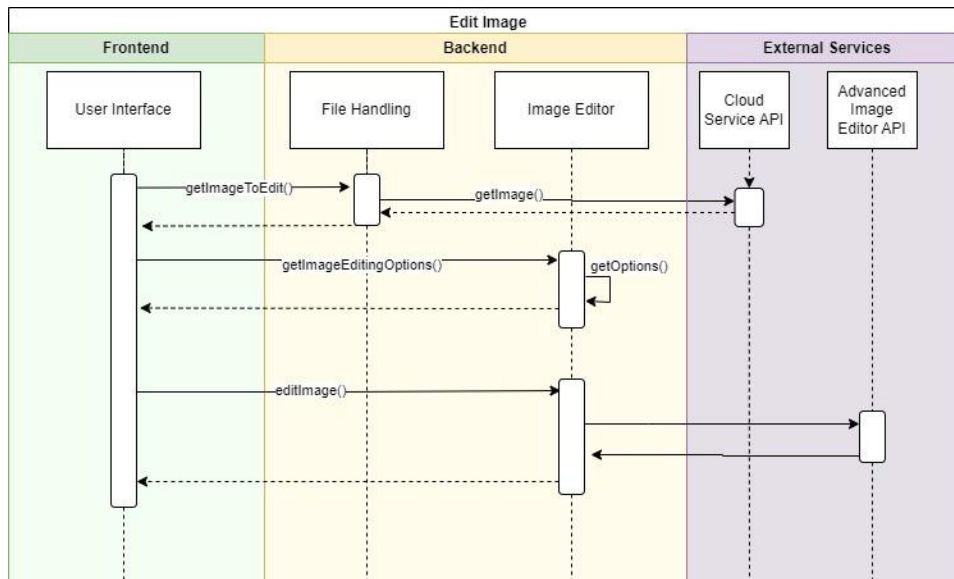 Edit Image
Frontend
Backend
External Services
User Interface
File Handling
Image Editor
Cloud
Service API
Advanced
Image
Editor API
getImageToEdit()
getImage()
getImageEditingOptions()
getOptions()
editImage()